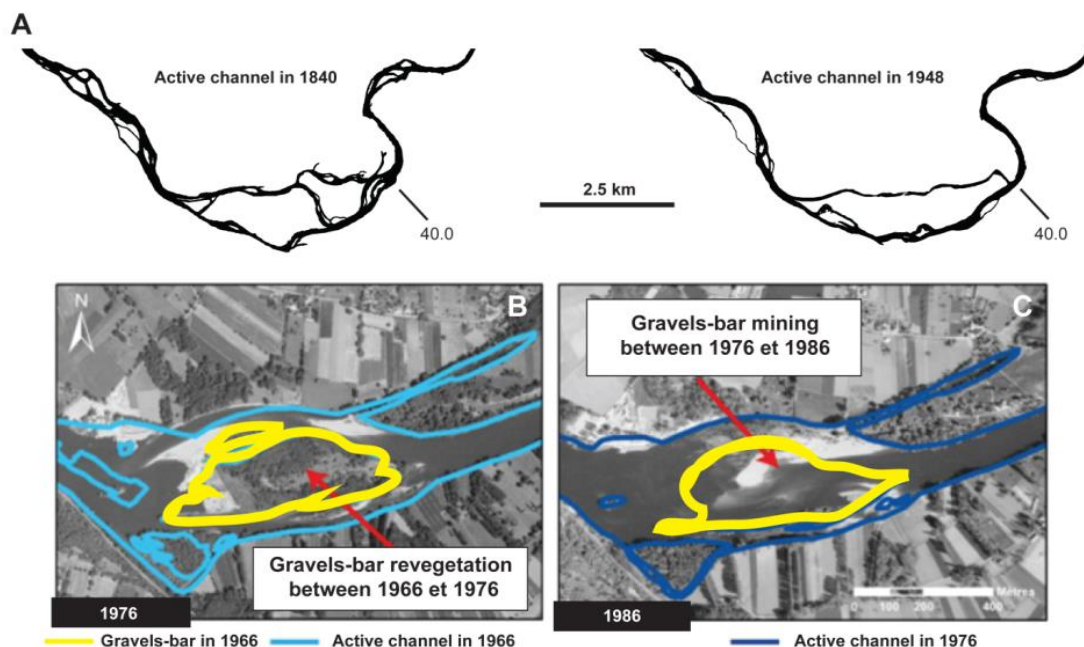 A
Active channel in 1840
Active channel in 1948
2.5 km
40.0
40.0
N
B
Gravels-bar revegetation
between 1966 et 1976
1976
C
Gravels-bar mining
between 1976 et 1986
Metres
0 100 200 400
1986
Gravels-bar in 1966
Active channel in 1966
Active channel in 1976